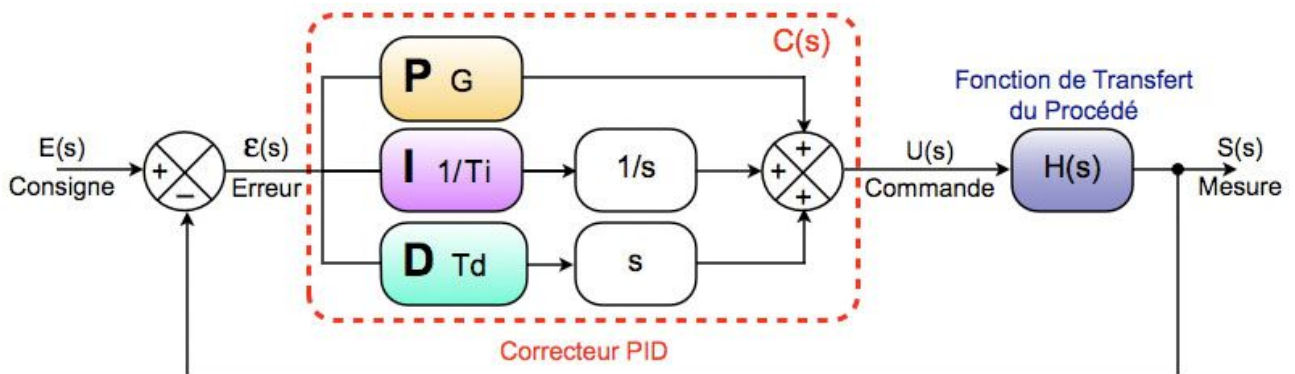 C(s)
P G
Fonction de Transfert
du Procédé
E(s)
Consigne
+
−
ε(s)
Erreur
I 1/Ti
1/s
+
+
+
U(s)
Commande
H(s)
S(s)
Mesure
D Td
s
Correcteur PID